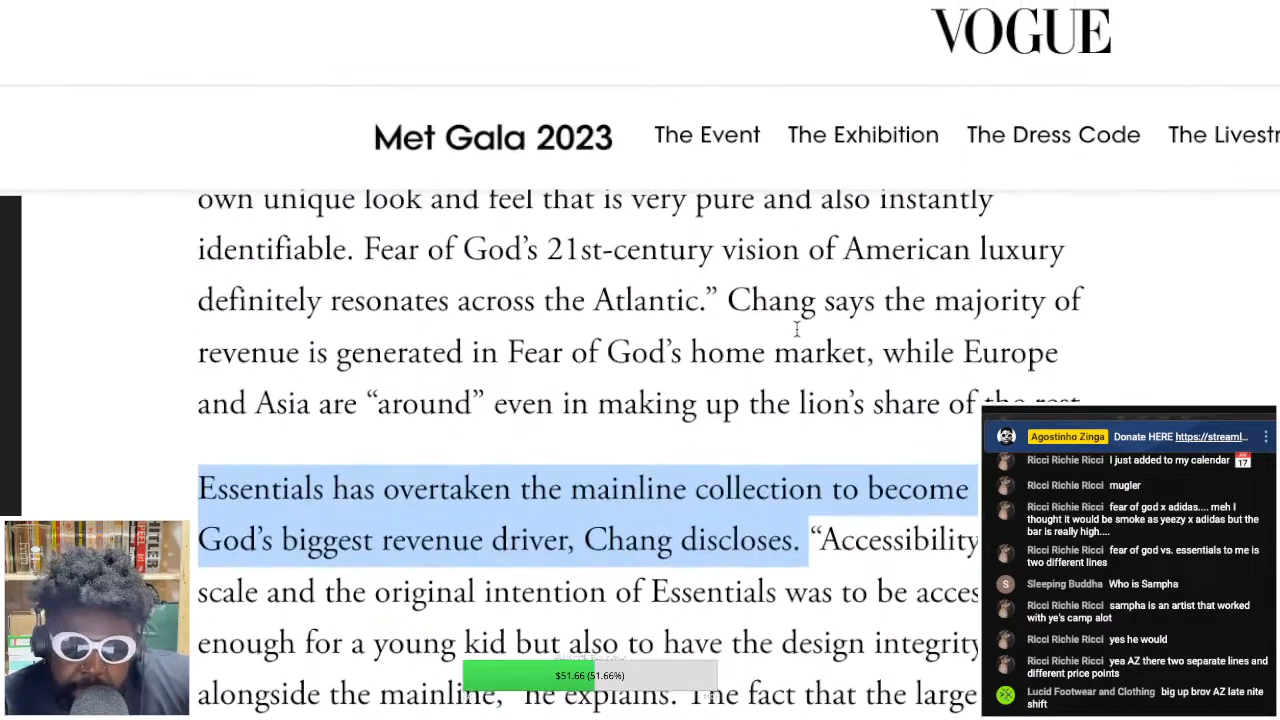 VOGUE
Met Gala 2023 The Event The Exhibition The Dress Code The Livestr
own unique look and feel that is very pure and also instantly
identifiable. Fear of God’s 21st-century vision of American luxury
definitely resonates across the Atlantic.” Chang says the majority of
revenue is generated in Fear of God’s home market, while Europe
and Asia are “around” even in making up the lion’s share of the rest
Essentials has overtaken the mainline collection to become
God’s biggest revenue driver, Chang discloses. “Accessibility
scale and the original intention of Essentials was to be acces
enough for a young kid but also to have the design integrity
alongside the mainline,” he explains. The fact that the large
$51.66 (51.66%)
Agostinho Zinga Donate HERE https://streaml...
Ricci Richie Ricci I just added to my calendar 17
Ricci Richie Ricci mugler
Ricci Richie Ricci fear of god x adidas.... meh I
thought it would be smoke as yeezy x adidas but the
bar is really high....
Ricci Richie Ricci fear of god vs. essentials to me is
two different lines
S Sleeping Buddha Who is Sampha
Ricci Richie Ricci sampha is an artist that worked
with ye's camp alot
Ricci Richie Ricci yes he would
Ricci Richie Ricci yea AZ there two separate lines and
different price points
Lucid Footwear and Clothing big up brov AZ late nite
shift